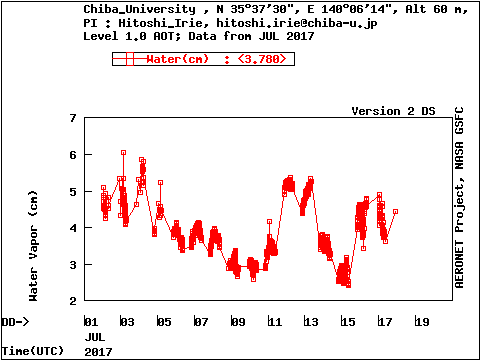 Chiba_University , N 35°37'30", E 140°06'14", Alt 60 m,
PI : Hitoshi_Irie, hitoshi.irie@chiba-u.jp
Level 1.0 AOT; Data from JUL 2017
Water(cm) : <3.780>
Version 2 DS
7
6
5
4
3
2
Water Vapor (cm)
AERONET Project, NASA GSFC
DD-> 01 03 05 07 09 11 13 15 17 19
JUL
Time(UTC) 2017